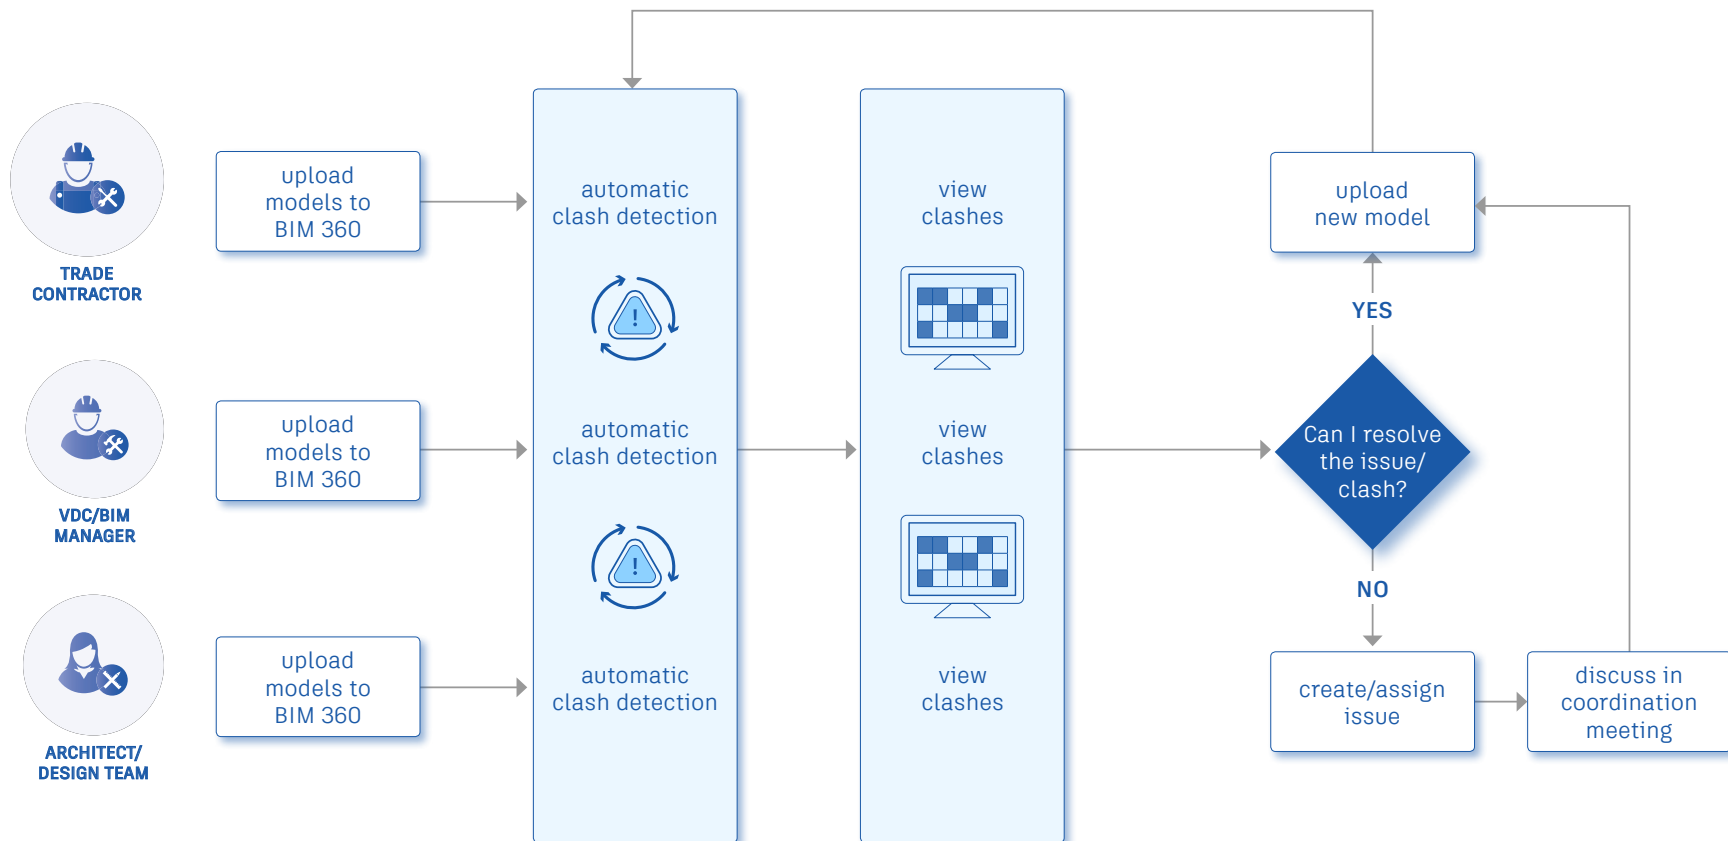 TRADE
CONTRACTOR
upload
models to
BIM 360
automatic
clash detection
view
clashes
upload
new model
!
YES
VDC/BIM
MANAGER
upload
models to
BIM 360
automatic
clash detection
view
clashes
Can I resolve
the issue/
clash?
!
NO
ARCHITECT/
DESIGN TEAM
upload
models to
BIM 360
automatic
clash detection
view
clashes
create/assign
issue
discuss in
coordination
meeting